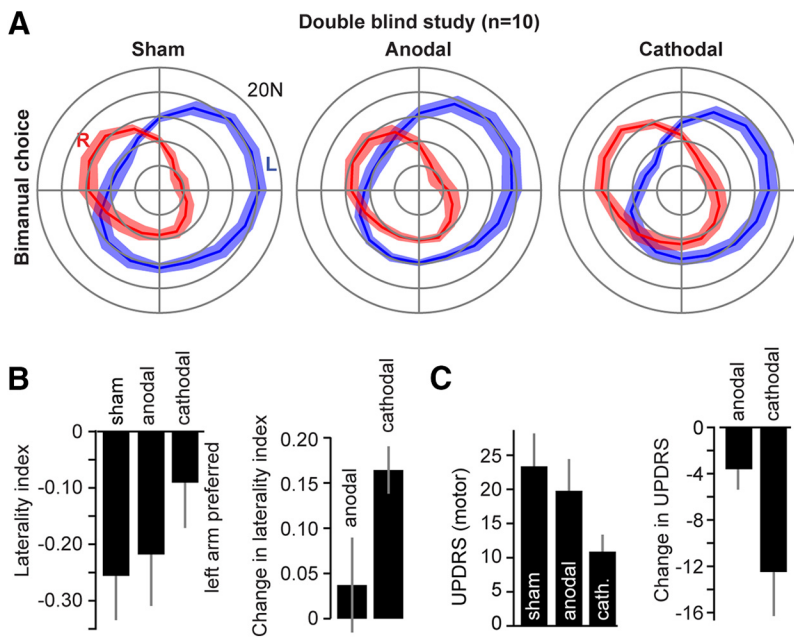 A
Double blind study (n=10)
Sham
Anodal
Cathodal
Bimanual choice
20N
R
L
B
Laterality index
0
-0.10
-0.20
-0.30
sham
anodal
cathodal
left arm preferred
Change in laterality index
0.20
0.15
0.10
0.05
0
anodal
cathodal
C
UPDRS (motor)
25
20
15
10
5
0
sham
anodal
cath.
Change in UPDRS
0
-4
-8
-12
-16
anodal
cathodal